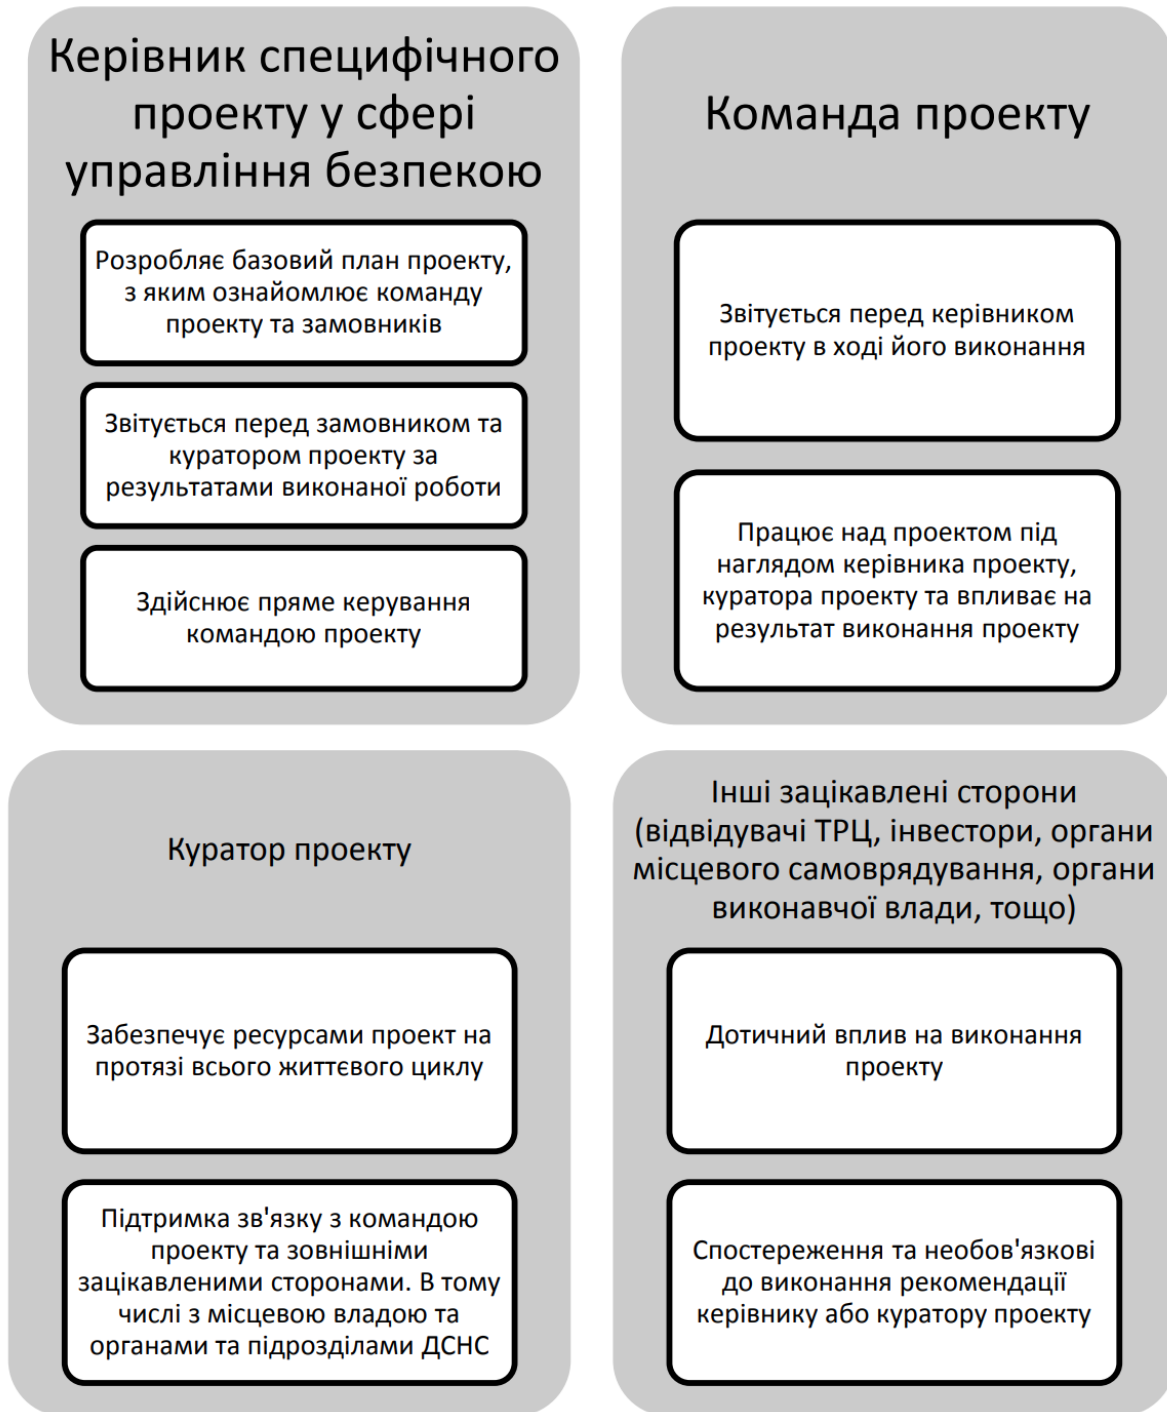 Керівник специфічного
проекту у сфері
управління безпекою
Розробляє базовий план проекту,
з яким ознайомлює команду
проекту та замовників
Звітується перед замовником та
куратором проекту за
результатами виконаної роботи
Здійснює пряме керування
командою проекту
Команда проекту
Звітується перед керівником
проекту в ході його виконання
Працює над проектом під
наглядом керівника проекту,
куратора проекту та впливає на
результат виконання проекту
Куратор проекту
Забезпечує ресурсами проект на
протязі всього життєвого циклу
Підтримка зв'язку з командою
проекту та зовнішніми
зацікавленими сторонами. В тому
числі з місцевою владою та
органами та підрозділами ДСНС
Інші зацікавлені сторони
(відвідувачі ТРЦ, інвестори, органи
місцевого самоврядування, органи
виконавчої влади, тощо)
Дотичний вплив на виконання
проекту
Спостереження та необов'язкові
до виконання рекомендації
керівнику або куратору проекту